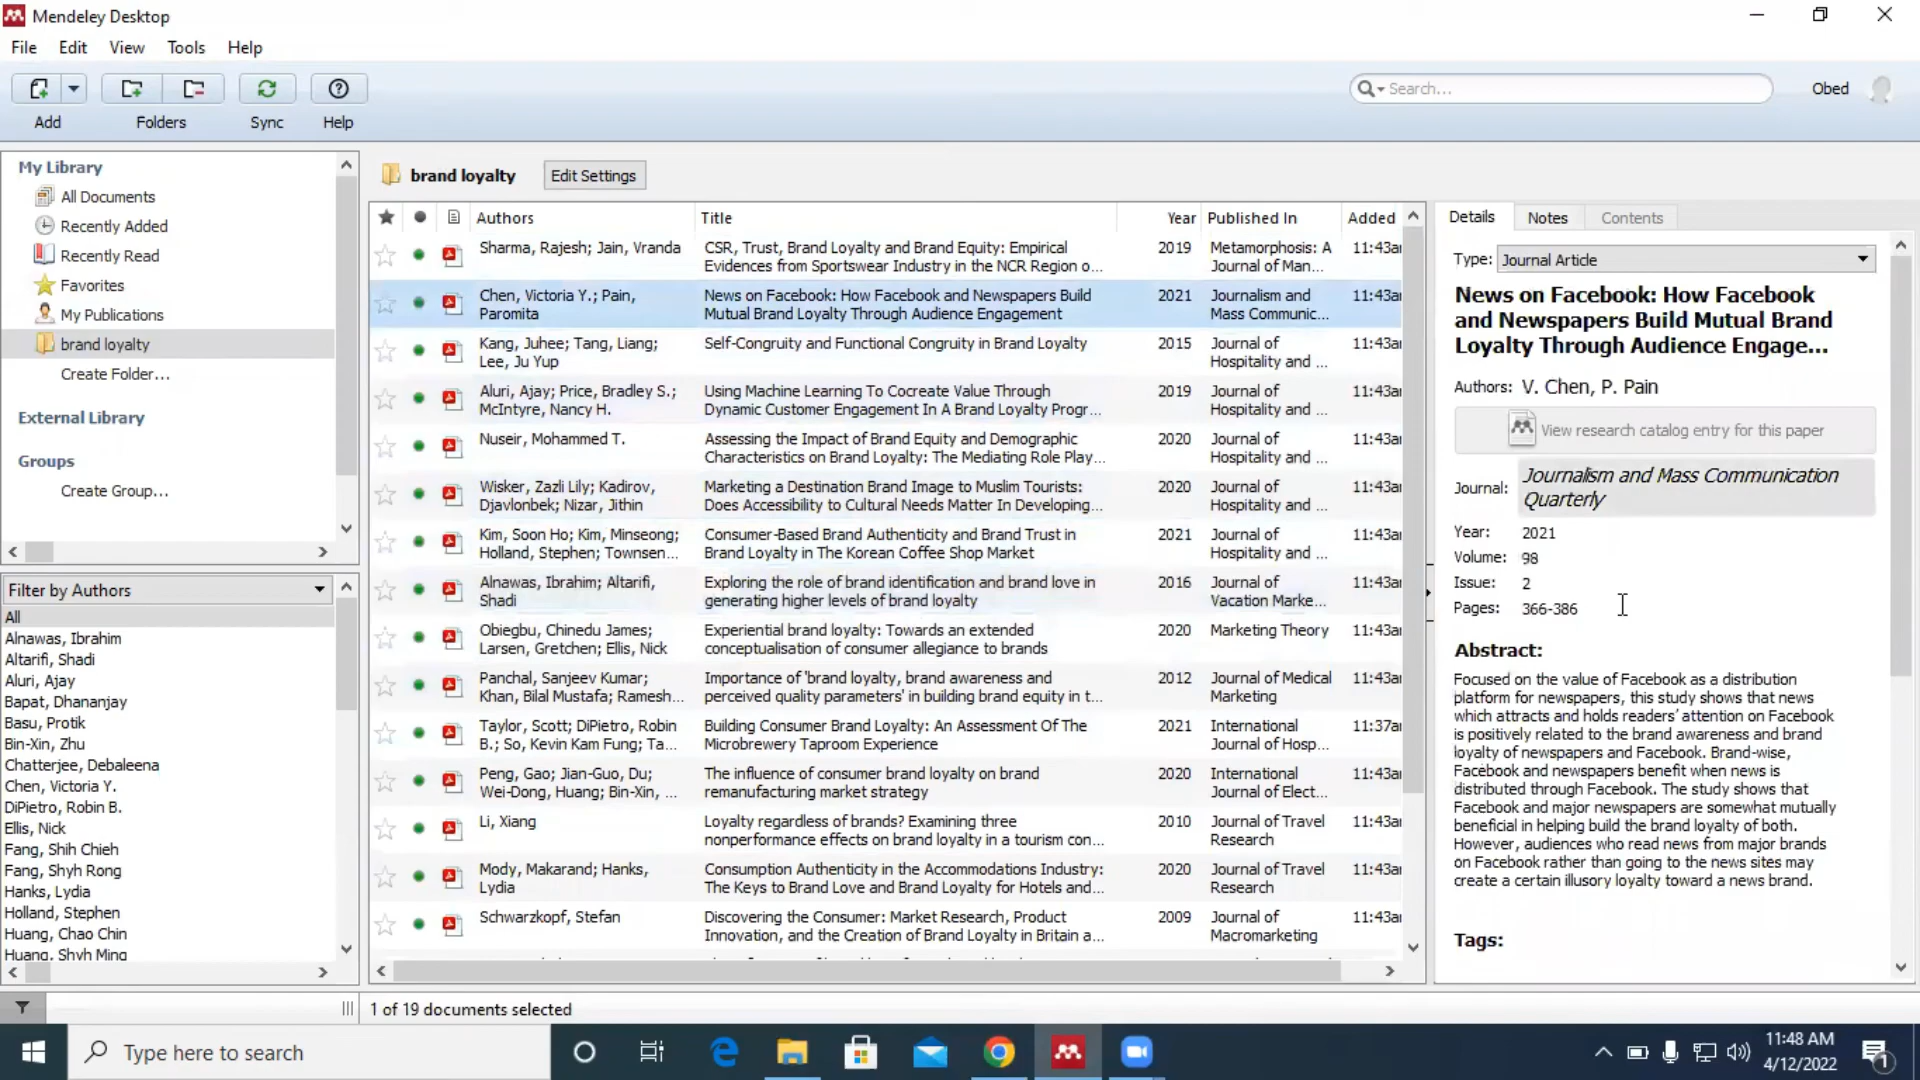 Mendeley Desktop
File Edit View Tools Help
Add Folders Sync Help
Search...
Obed
My Library
All Documents
Recently Added
Recently Read
Favorites
My Publications
brand loyalty
Create Folder...
External Library
Groups
Create Group...
Filter by Authors
All
Alnawas, Ibrahim
Altarifi, Shadi
Aluri, Ajay
Bapat, Dhananjay
Basu, Protik
Bin-Xin, Zhu
Chatterjee, Debaleena
Chen, Victoria Y.
DiPietro, Robin B.
Ellis, Nick
Fang, Shih Chieh
Fang, Shyh Rong
Hanks, Lydia
Holland, Stephen
Huang, Chao Chin
Huang, Shyh Ming
brand loyalty Edit Settings
Authors Title Year Published In Added
Sharma, Rajesh; Jain, Vranda CSR, Trust, Brand Loyalty and Brand Equity: Empirical 2019 Metamorphosis: A 11:43a
Evidences from Sportswear Industry in the NCR Region o... Journal of Man...
Chen, Victoria Y.; Pain, News on Facebook: How Facebook and Newspapers Build 2021 Journalism and 11:43a
Paromita Mutual Brand Loyalty Through Audience Engagement Mass Communic...
Kang, Juhee; Tang, Liang; Self-Congruity and Functional Congruity in Brand Loyalty 2015 Journal of 11:43a
Lee, Ju Yup Hospitality and ...
Aluri, Ajay; Price, Bradley S.; Using Machine Learning To Cocreate Value Through 2019 Journal of 11:43a
McIntyre, Nancy H. Dynamic Customer Engagement In A Brand Loyalty Progr... Hospitality and ...
Nuseir, Mohammed T. Assessing the Impact of Brand Equity and Demographic 2020 Journal of 11:43a
Characteristics on Brand Loyalty: The Mediating Role Play... Hospitality and ...
Wisker, Zazli Lily; Kadirov, Marketing a Destination Brand Image to Muslim Tourists: 2020 Journal of 11:43a
Djavlonbek; Nizar, Jithin Does Accessibility to Cultural Needs Matter In Developing... Hospitality and ...
Kim, Soon Ho; Kim, Minseong; Consumer-Based Brand Authenticity and Brand Trust in 2021 Journal of 11:43a
Holland, Stephen; Townsen... Brand Loyalty in The Korean Coffee Shop Market Hospitality and ...
Alnawas, Ibrahim; Altarifi, Exploring the role of brand identification and brand love in 2016 Journal of 11:43a
Shadi generating higher levels of brand loyalty Vacation Marke...
Obiegbu, Chinedu James; Experiential brand loyalty: Towards an extended 2020 Marketing Theory 11:43a
Larsen, Gretchen; Ellis, Nick conceptualisation of consumer allegiance to brands
Panchal, Sanjeev Kumar; Importance of 'brand loyalty, brand awareness and 2012 Journal of Medical 11:43a
Khan, Bilal Mustafa; Ramesh... perceived quality parameters' in building brand equity in t... Marketing
Taylor, Scott; DiPietro, Robin Building Consumer Brand Loyalty: An Assessment Of The 2021 International 11:37a
B.; So, Kevin Kam Fung; Ta... Microbrewery Taproom Experience Journal of Hosp...
Peng, Gao; Jian-Guo, Du; The influence of consumer brand loyalty on brand 2020 International 11:43a
Wei-Dong, Huang; Bin-Xin, ... remanufacturing market strategy Journal of Elect...
Li, Xiang Loyalty regardless of brands? Examining three 2010 Journal of Travel 11:43a
nonperformance effects on brand loyalty in a tourism con... Research
Mody, Makarand; Hanks, Consumption Authenticity in the Accommodations Industry: 2020 Journal of Travel 11:43a
Lydia The Keys to Brand Love and Brand Loyalty for Hotels and... Research
Schwarzkopf, Stefan Discovering the Consumer: Market Research, Product 2009 Journal of 11:43a
Innovation, and the Creation of Brand Loyalty in Britain a... Macromarketing
1 of 19 documents selected
Details Notes Contents
Type: Journal Article
News on Facebook: How Facebook
and Newspapers Build Mutual Brand
Loyalty Through Audience Engage...
Authors: V. Chen, P. Pain
View research catalog entry for this paper
Journal: Journalism and Mass Communication
Quarterly
Year: 2021
Volume: 98
Issue: 2
Pages: 366-386
Abstract:
Focused on the value of Facebook as a distribution
platform for newspapers, this study shows that news
which attracts and holds readers' attention on Facebook
is positively related to the brand awareness and brand
loyalty of newspapers and Facebook. Brand-wise,
Facebook and newspapers benefit when news is
distributed through Facebook. The study shows that
Facebook and major newspapers are somewhat mutually
beneficial in helping build the brand loyalty of both.
However, audiences who read news from major brands
on Facebook rather than going to the news sites may
create a certain illusory loyalty toward a news brand.
Tags:
Type here to search
11:48 AM
4/12/2022
1